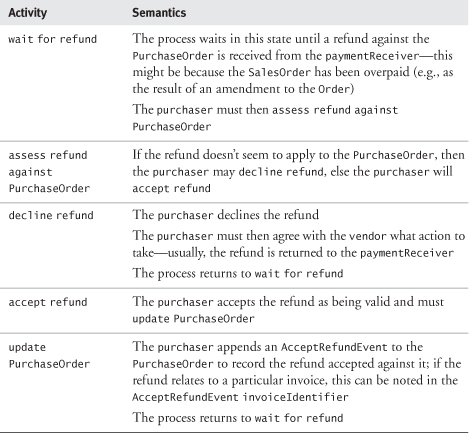 Activity Semantics
wait for refund The process waits in this state until a refund against the
PurchaseOrder is received from the paymentReceiver—this
might be because the SalesOrder has been overpaid (e.g., as
the result of an amendment to the Order)
The purchaser must then assess refund against
PurchaseOrder
assess refund If the refund doesn't seem to apply to the PurchaseOrder, then
against the purchaser may decline refund, else the purchaser will
PurchaseOrder accept refund
decline refund The purchaser declines the refund
The purchaser must then agree with the vendor what action to
take—usually, the refund is returned to the paymentReceiver
The process returns to wait for refund
accept refund The purchaser accepts the refund as being valid and must
update PurchaseOrder
update The purchaser appends an AcceptRefundEvent to the
PurchaseOrder PurchaseOrder to record the refund accepted against it; if the
refund relates to a particular invoice, this can be noted in the
AcceptRefundEvent invoiceIdentifier
The process returns to wait for refund